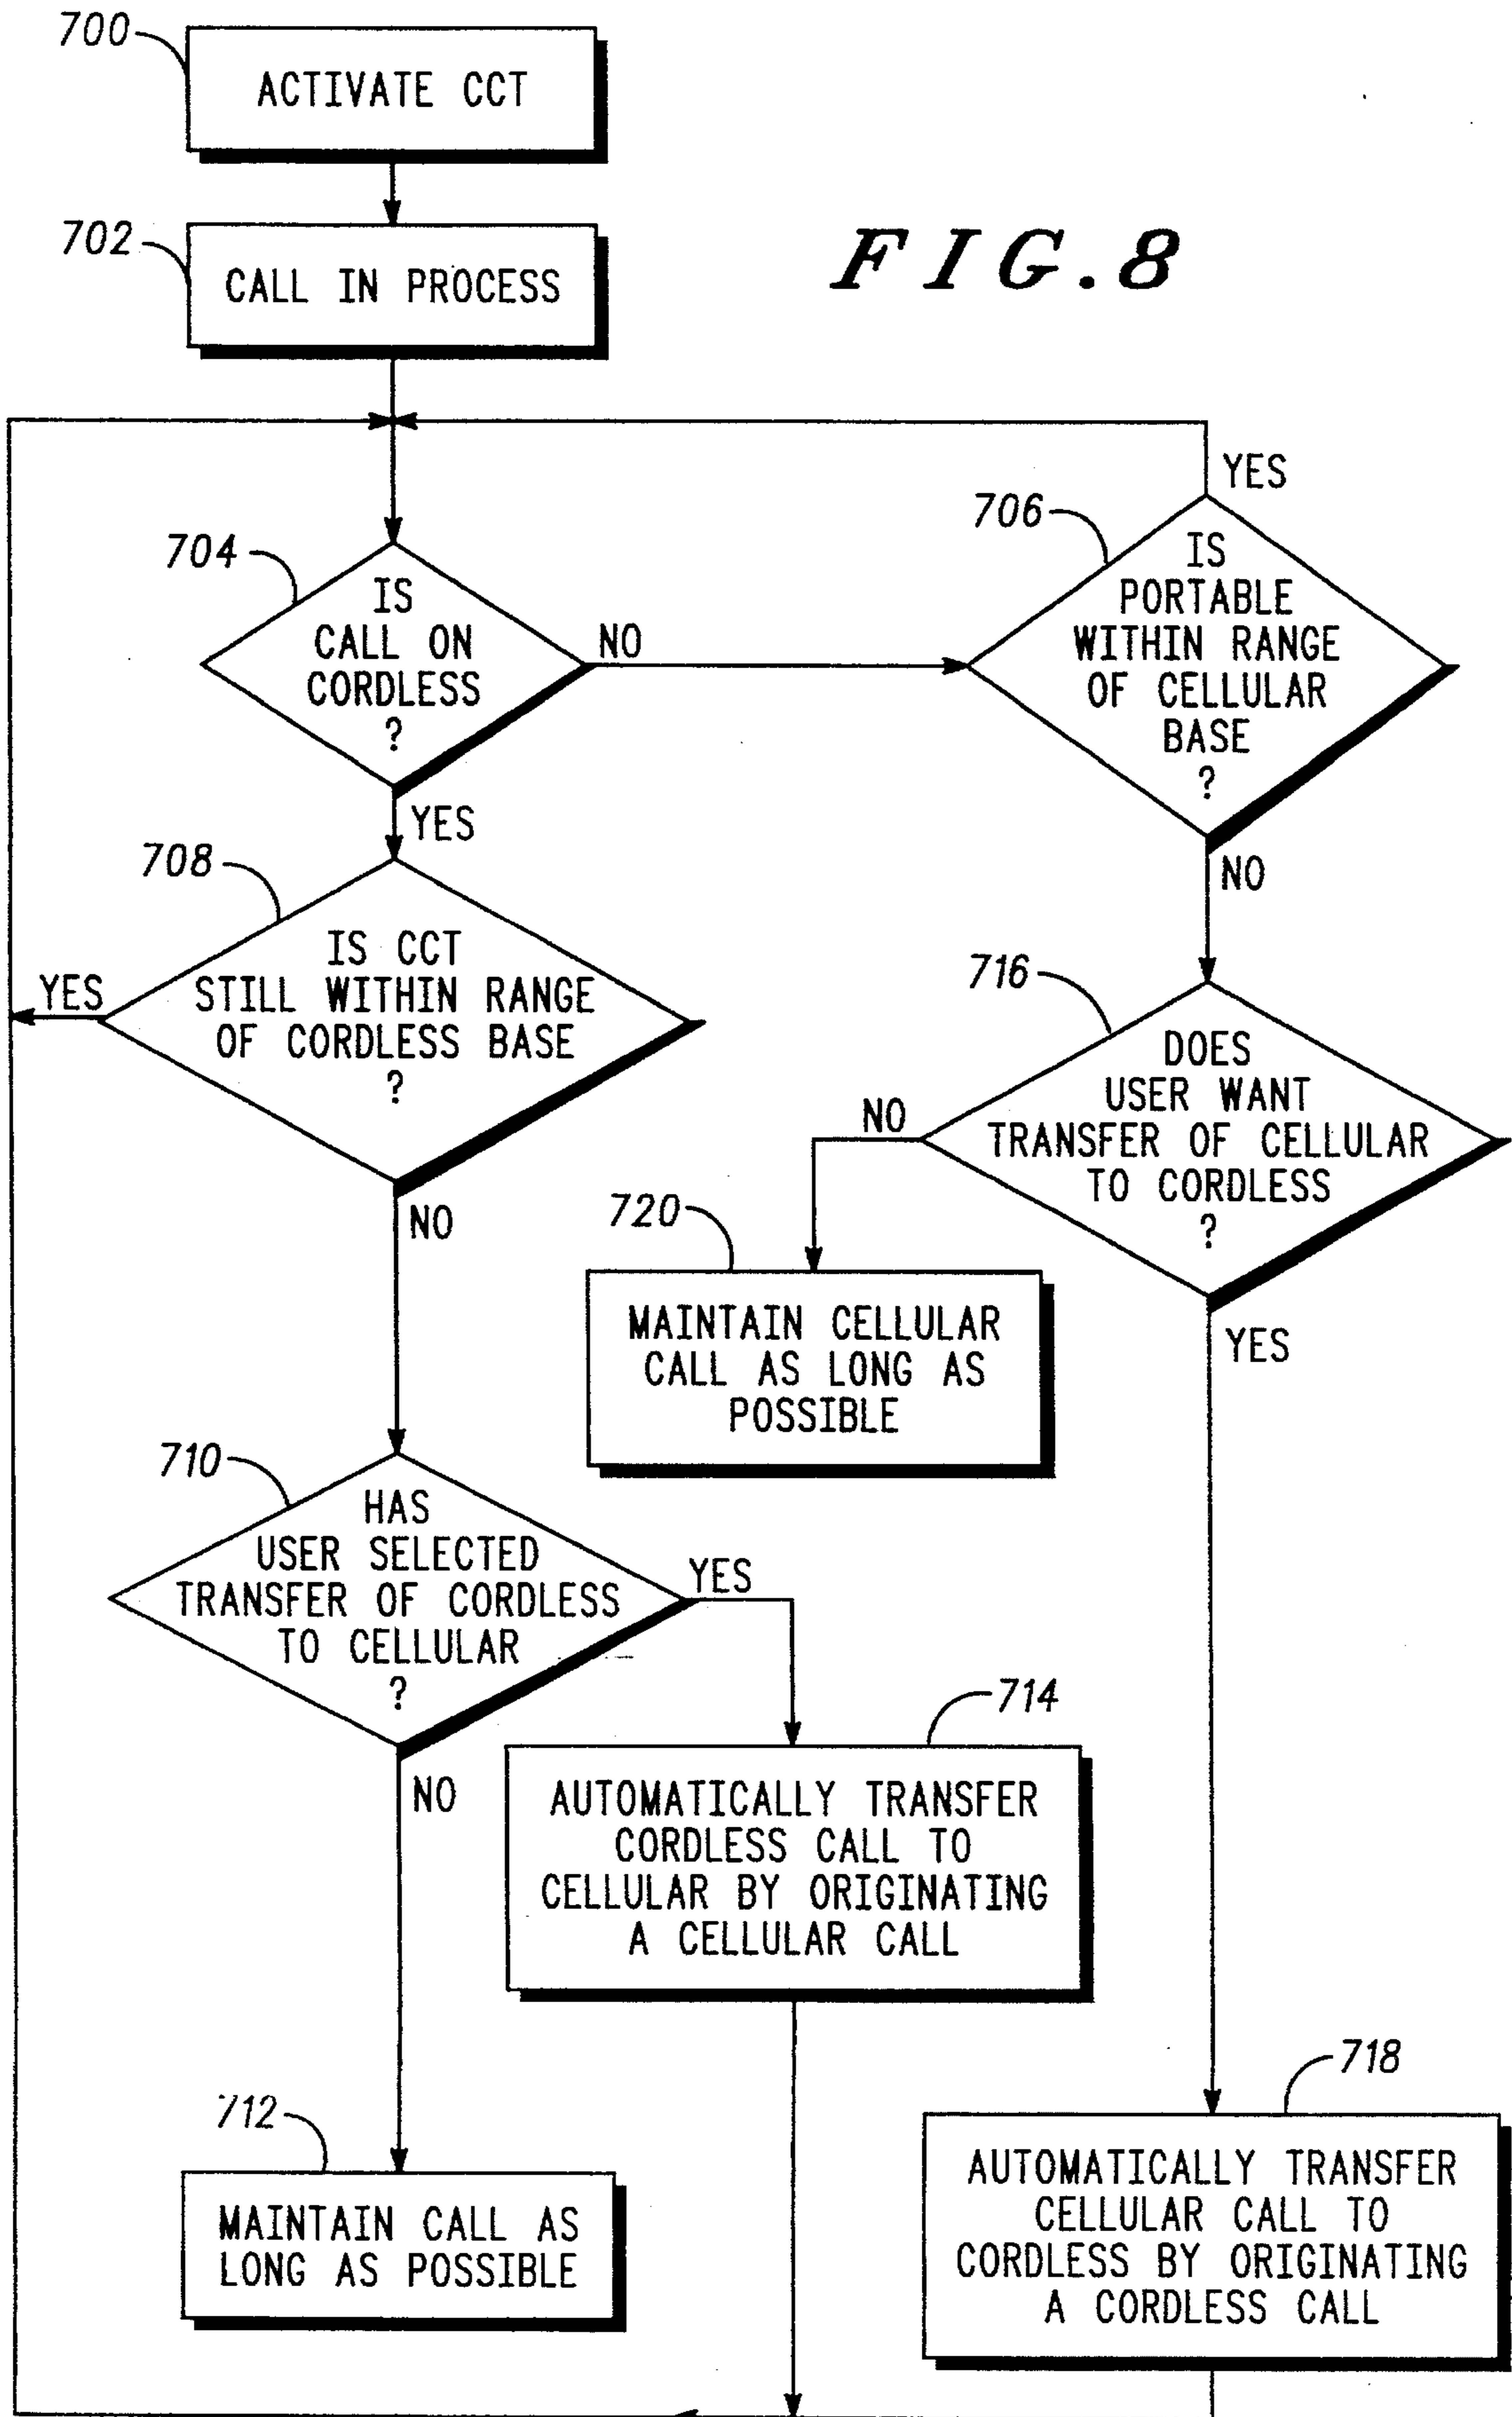 700
ACTIVATE CCT
702
CALL IN PROCESS
FIG.8
YES
706
IS
PORTABLE
WITHIN RANGE
OF CELLULAR
BASE
?
704
IS
CALL ON
CORDLESS
?
NO
YES
NO
708
IS CCT
STILL WITHIN RANGE
OF CORDLESS BASE
?
YES
NO
716
DOES
USER WANT
TRANSFER OF CELLULAR
TO CORDLESS
?
NO
YES
720
MAINTAIN CELLULAR
CALL AS LONG AS
POSSIBLE
710
HAS
USER SELECTED
TRANSFER OF CORDLESS
TO CELLULAR
?
YES
NO
714
AUTOMATICALLY TRANSFER
CORDLESS CALL TO
CELLULAR BY ORIGINATING
A CELLULAR CALL
712
MAINTAIN CALL AS
LONG AS POSSIBLE
718
AUTOMATICALLY TRANSFER
CELLULAR CALL TO
CORDLESS BY ORIGINATING
A CORDLESS CALL